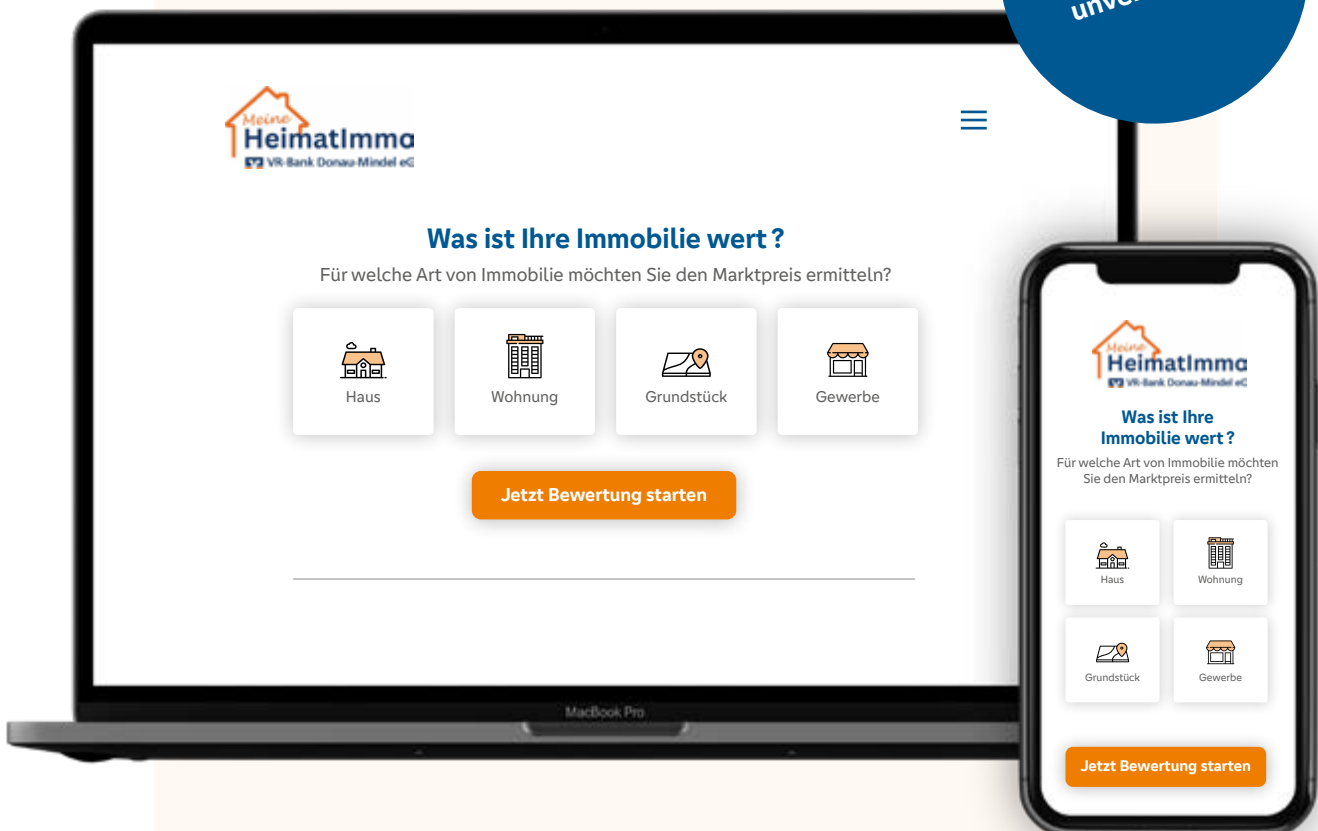 Meine
HeimatImmo
VR-Bank Donau-Mindel eG
Was ist Ihre Immobilie wert ?
Für welche Art von Immobilie möchten Sie den Marktpreis ermitteln?
Haus
Wohnung
Grundstück
Gewerbe
Jetzt Bewertung starten
MacBook Pro
Meine
HeimatImmo
VR-Bank Donau-Mindel eG
Was ist Ihre
Immobilie wert ?
Für welche Art von Immobilie möchten
Sie den Marktpreis ermitteln?
Haus
Wohnung
Grundstück
Gewerbe
Jetzt Bewertung starten